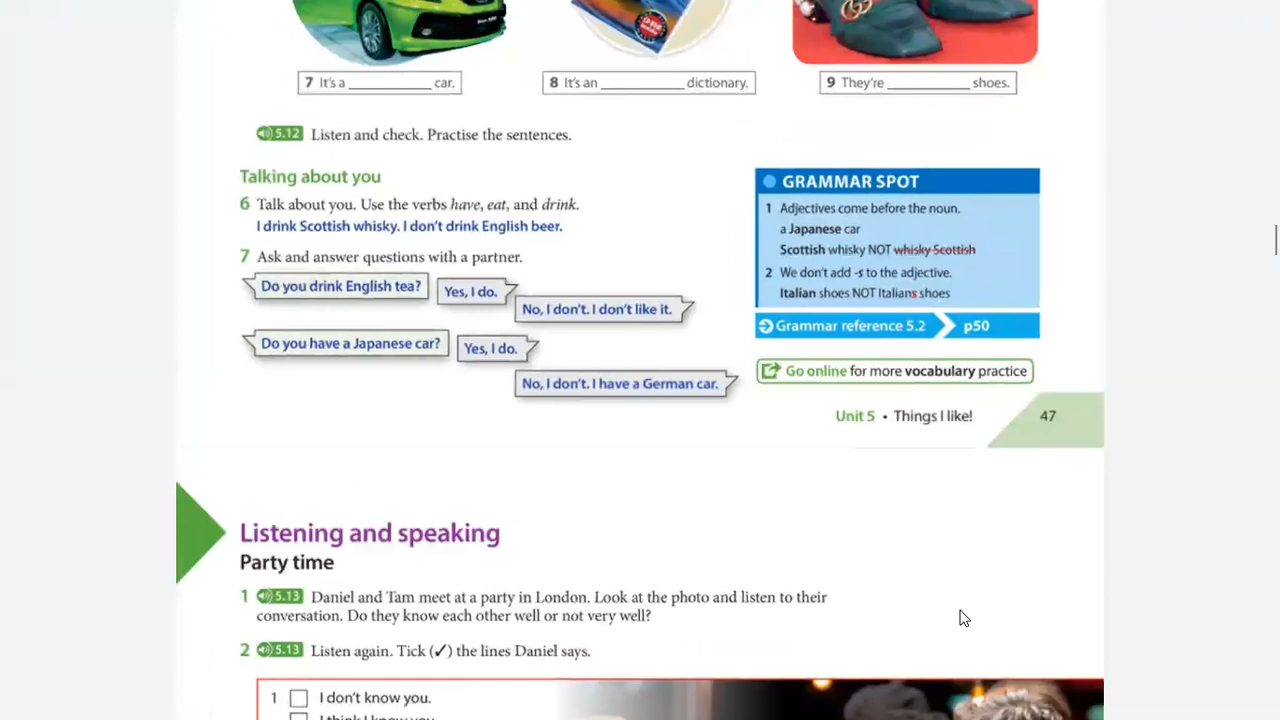 7 It's a __________ car.
8 It's an __________ dictionary.
9 They're __________ shoes.
5.12 Listen and check. Practise the sentences.
Talking about you
6 Talk about you. Use the verbs have, eat, and drink.
I drink Scottish whisky. I don't drink English beer.
7 Ask and answer questions with a partner.
Do you drink English tea?
Yes, I do.
No, I don't. I don't like it.
Do you have a Japanese car?
Yes, I do.
No, I don't. I have a German car.
GRAMMAR SPOT
1 Adjectives come before the noun.
a Japanese car
Scottish whisky NOT whisky Scottish
2 We don't add -s to the adjective.
Italian shoes NOT Italians shoes
Grammar reference 5.2 p50
Go online for more vocabulary practice
Unit 5 • Things I like! 47
Listening and speaking
Party time
1 5.13 Daniel and Tam meet at a party in London. Look at the photo and listen to their
conversation. Do they know each other well or not very well?
2 5.13 Listen again. Tick (✓) the lines Daniel says.
1 I don't know you.
I think I know you.